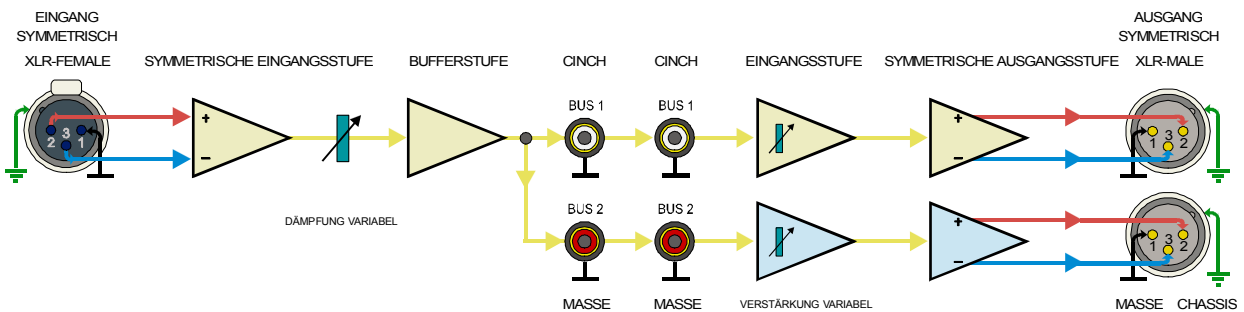 EINGANG
SYMMETRISCH
XLR-FEMALE
SYMMETRISCHE EINGANGSSTUFE
BUFFERSTUFE
CINCH
CINCH
EINGANGSSTUFE
SYMMETRISCHE AUSGANGSSTUFE
AUSGANG
SYMMETRISCH
XLR-MALE
3
2
1
+
−
BUS 1
BUS 1
+
−
1
3
2
DÄMPFUNG VARIABEL
BUS 2
BUS 2
+
−
1
3
2
MASSE
MASSE
VERSTÄRKUNG VARIABEL
MASSE
CHASSIS